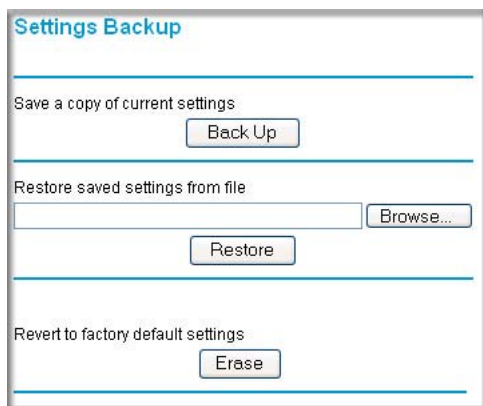 Settings Backup
Save a copy of current settings
Back Up
Restore saved settings from file
Browse...
Restore
Revert to factory default settings
Erase